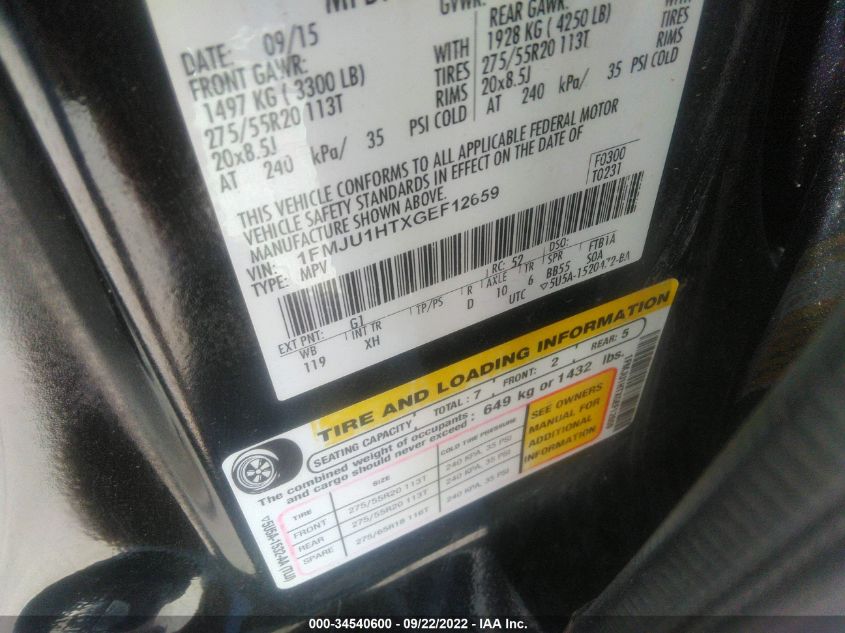 DATE: 09/15
FRONT GAWR:
1497 KG ( 3300 LB)
WITH
275/55R20 113T
TIRES
20x8.5J
RIMS
AT 240 kPa/ 35 PSI COLD
REAR GAWR:
1928 KG ( 4250 LB)
WITH
275/55R20 113T
TIRES
20x8.5J
RIMS
AT 240 kPa/ 35 PSI COLD
THIS VEHICLE CONFORMS TO ALL APPLICABLE FEDERAL MOTOR
VEHICLE SAFETY STANDARDS IN EFFECT ON THE DATE OF
MANUFACTURE SHOWN ABOVE.
F0300
T0231
VIN: 1FMJU1HTXGEF12659
TYPE: MPV
EXT PNT: G1 RC: 52 DSO: FTB1A
WB INT TR TP/PS R AXLE TR SPR SOA
119 XH D 10 6 BB55
UTC ▽5U5A-1520472-BA
TIRE AND LOADING INFORMATION
SEATING CAPACITY TOTAL : 7 FRONT: 2 REAR: 5
The combined weight of occupants
and cargo should never exceed : 649 kg or 1432 lbs.
TIRE SIZE COLD TIRE PRESSURE
FRONT 275/55R20 113T 240 KPA, 35 PSI
REAR 275/55R20 113T 240 KPA, 35 PSI
SPARE 275/65R18 116T 240 KPA, 35 PSI
SEE OWNERS
MANUAL FOR
ADDITIONAL
INFORMATION
000-34540600 - 09/22/2022 - © IAA, Inc.